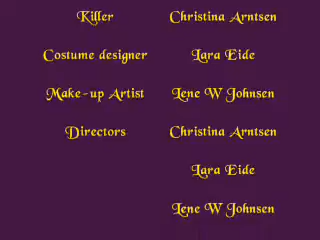 Killer Christina Arntsen
Costume designer Lara Eide
Make-up Artist Lene W Johnsen
Directors Christina Arntsen
Lara Eide
Lene W Johnsen